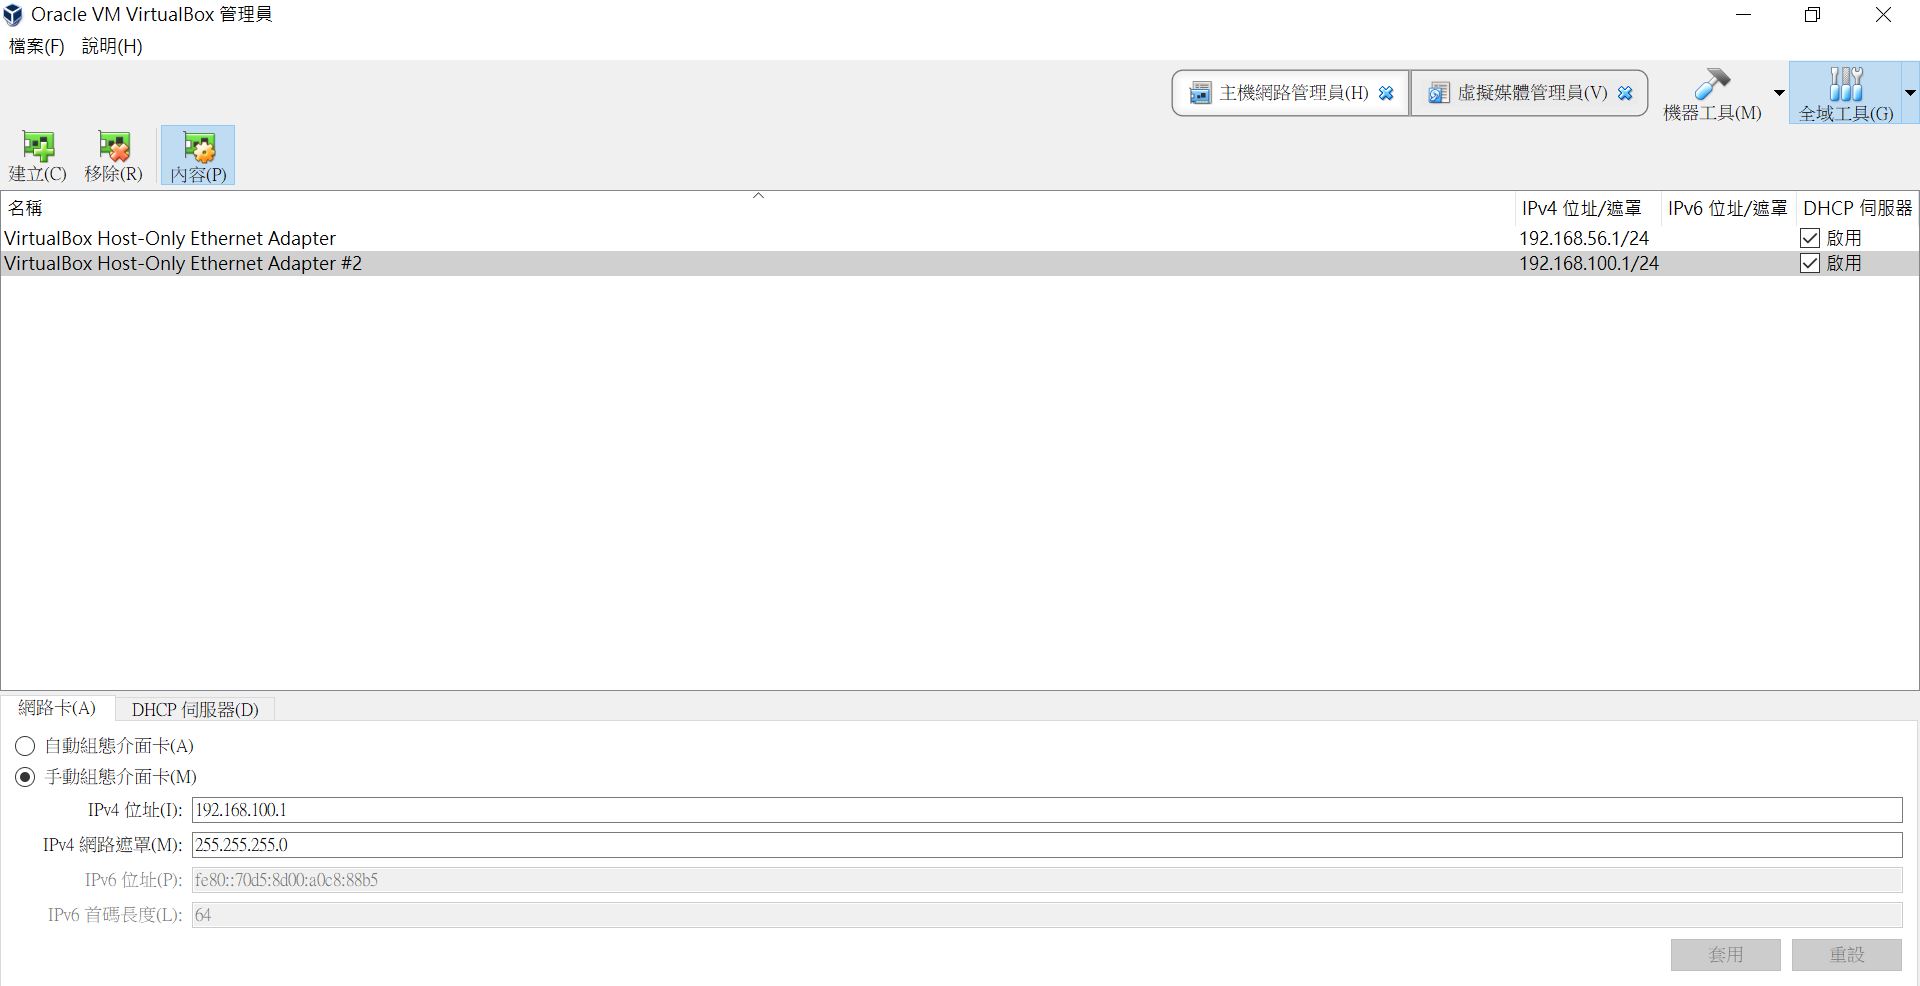 Oracle VM VirtualBox 管理員
檔案(F) 說明(H)
主機網路管理員(H) 虛擬媒體管理員(V) 機器工具(M) 全域工具(G)
建立(C) 移除(R) 內容(P)
名稱 IPv4 位址/遮罩 IPv6 位址/遮罩 DHCP 伺服器
VirtualBox Host-Only Ethernet Adapter 192.168.56.1/24 啟用
VirtualBox Host-Only Ethernet Adapter #2 192.168.100.1/24 啟用
網路卡(A) DHCP 伺服器(D)
自動組態介面卡(A)
手動組態介面卡(M)
IPv4 位址(I): 192.168.100.1
IPv4 網路遮罩(M): 255.255.255.0
IPv6 位址(P): fe80::70d5:8d00:a0c8:88b5
IPv6 首碼長度(L): 64
套用 重設